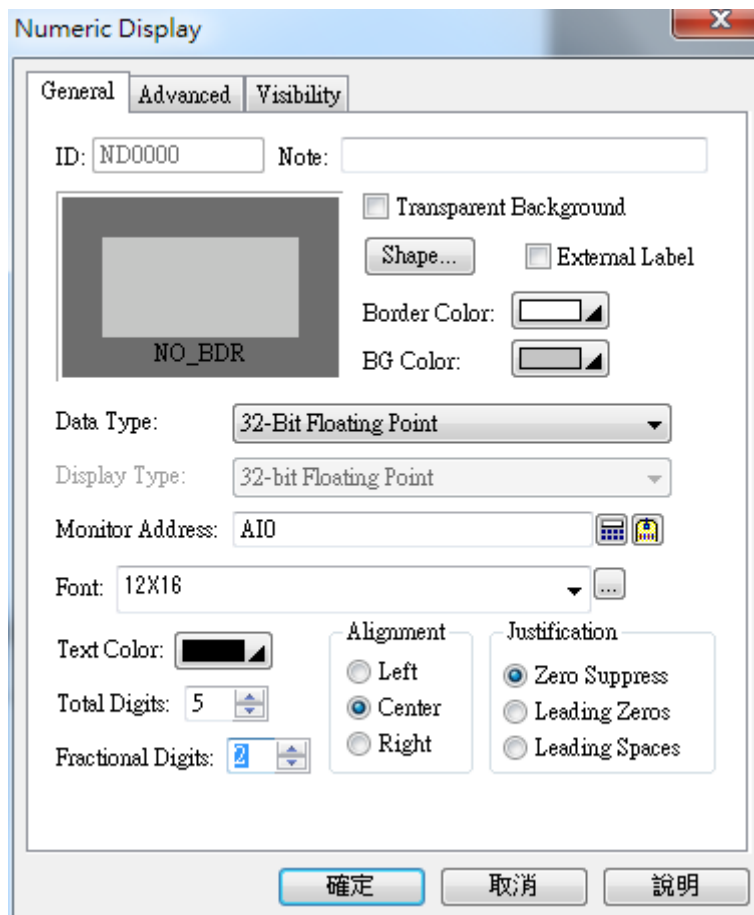 Numeric Display
General Advanced Visibility
ID: ND0000 Note:
Transparent Background
Shape... External Label
Border Color:
NO_BDR
BG Color:
Data Type: 32-Bit Floating Point
Display Type: 32-bit Floating Point
Monitor Address: AI0
Font: 12X16 ...
Text Color:
Alignment
Justification
Left
Zero Suppress
Total Digits: 5
Center
Leading Zeros
Fractional Digits: 2
Right
Leading Spaces
確定 取消 說明